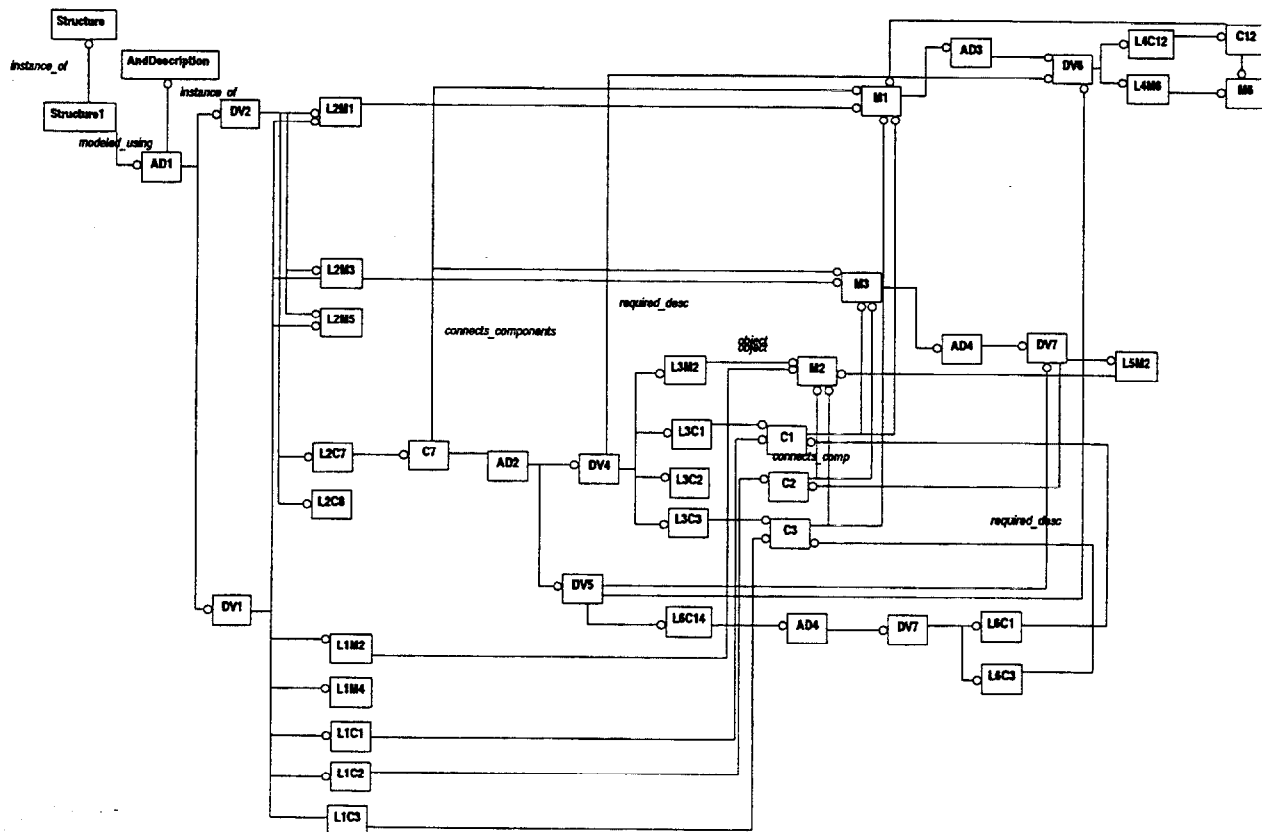 Structure
C12
L4C12
AD3
AndDescription
instance_of
DV6
instance_of
L4M6
M6
M1
Structure1
DV2
L2M1
modeled_using
AD1
L2M3
M3
required_desc
L2M5
connects_components
object
object
AD4
DV7
L5M2
L3M2
M2
L3C1
C1
L2C7
C7
AD2
DV4
connects_comp
L3C2
C2
L2C8
L3C3
C3
required_desc
DV5
DV1
L6C14
AD4
DV7
L6C1
L1M2
L6C3
L1M4
L1C1
L1C2
L1C3